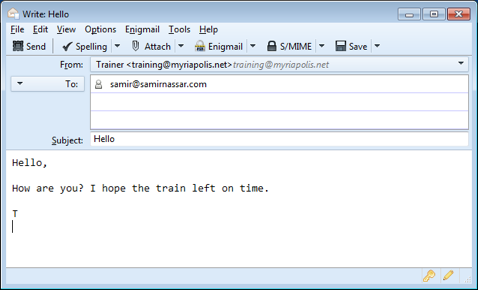 Write: Hello
File Edit View Options Enigmail Tools Help
Send Spelling Attach Enigmail S/MIME Save
From: Trainer <training@myriapolis.net> training@myriapolis.net
To: samir@samirnassar.com
Subject: Hello
Hello,
How are you? I hope the train left on time.
T